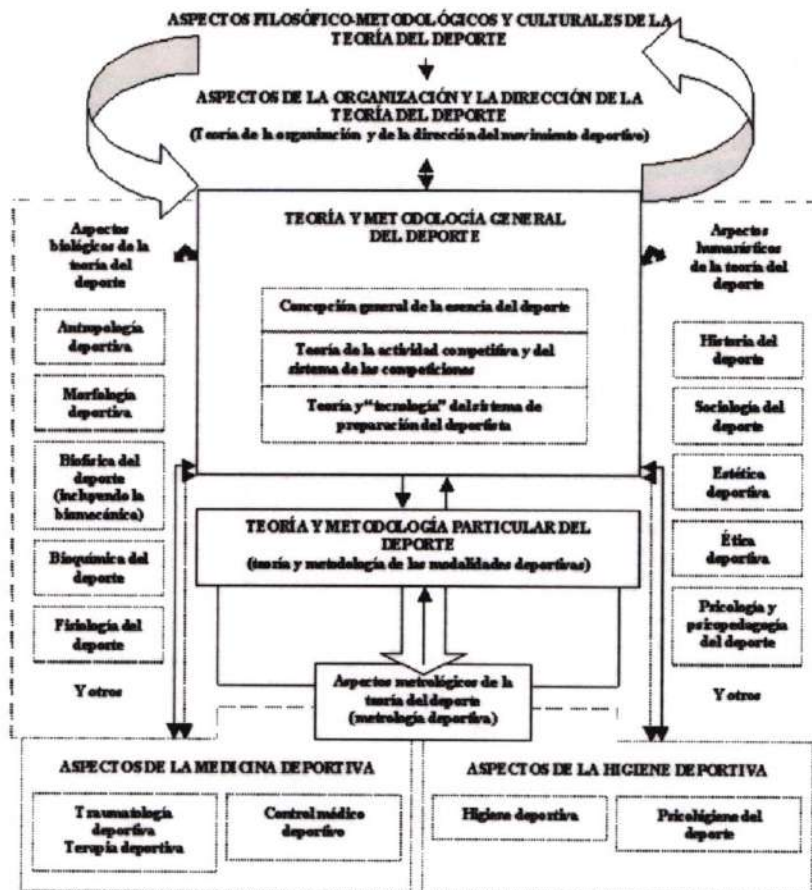 ASPECTOS FILOSÓFICO-METODOLÓGICOS Y CULTURALES DE LA
TEORÍA DEL DEPORTE
ASPECTOS DE LA ORGANIZACIÓN Y LA DIRECCIÓN DE LA
TEORÍA DEL DEPORTE
(Teoría de la organización y de la dirección del movimiento deportivo)
TEORÍA Y METODOLOGÍA GENERAL
DEL DEPORTE
Concepción general de la esencia del deporte
Teoría de la actividad competitiva y del
sistema de las competiciones
Teoría y "tecnología" del sistema de
preparación del deportista
Aspectos
biológicos de la
teoría del
deporte
Antropología
deportiva
Morfología
deportiva
Biofísica del
deporte
(incluyendo la
biomecánica)
Bioquímica del
deporte
Fisiología del
deporte
Y otros
Aspectos
humanísticos
de la teoría del
deporte
Historia del
deporte
Sociología del
deporte
Estética
deportiva
Ética
deportiva
Psicología y
psicopedagogía
del deporte
Y otros
TEORÍA Y METODOLOGÍA PARTICULAR DEL
DEPORTE
(teoría y metodología de las modalidades deportivas)
Aspectos metrológicos de la
teoría del deporte
(metrología deportiva)
ASPECTOS DE LA MEDICINA DEPORTIVA
Traumatología
deportiva
Terapia deportiva
Control médico
deportivo
ASPECTOS DE LA HIGIENE DEPORTIVA
Higiene deportiva
Psicohigiene del
deporte